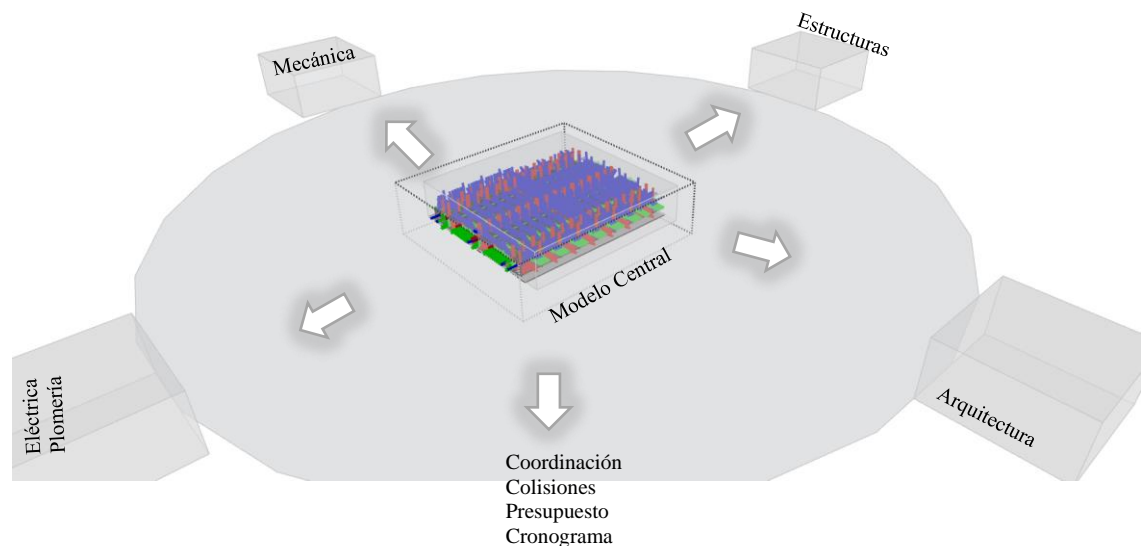 Mecánica
Estructuras
Modelo Central
Eléctrica
Plomería
Arquitectura
Coordinación
Colisiones
Presupuesto
Cronograma